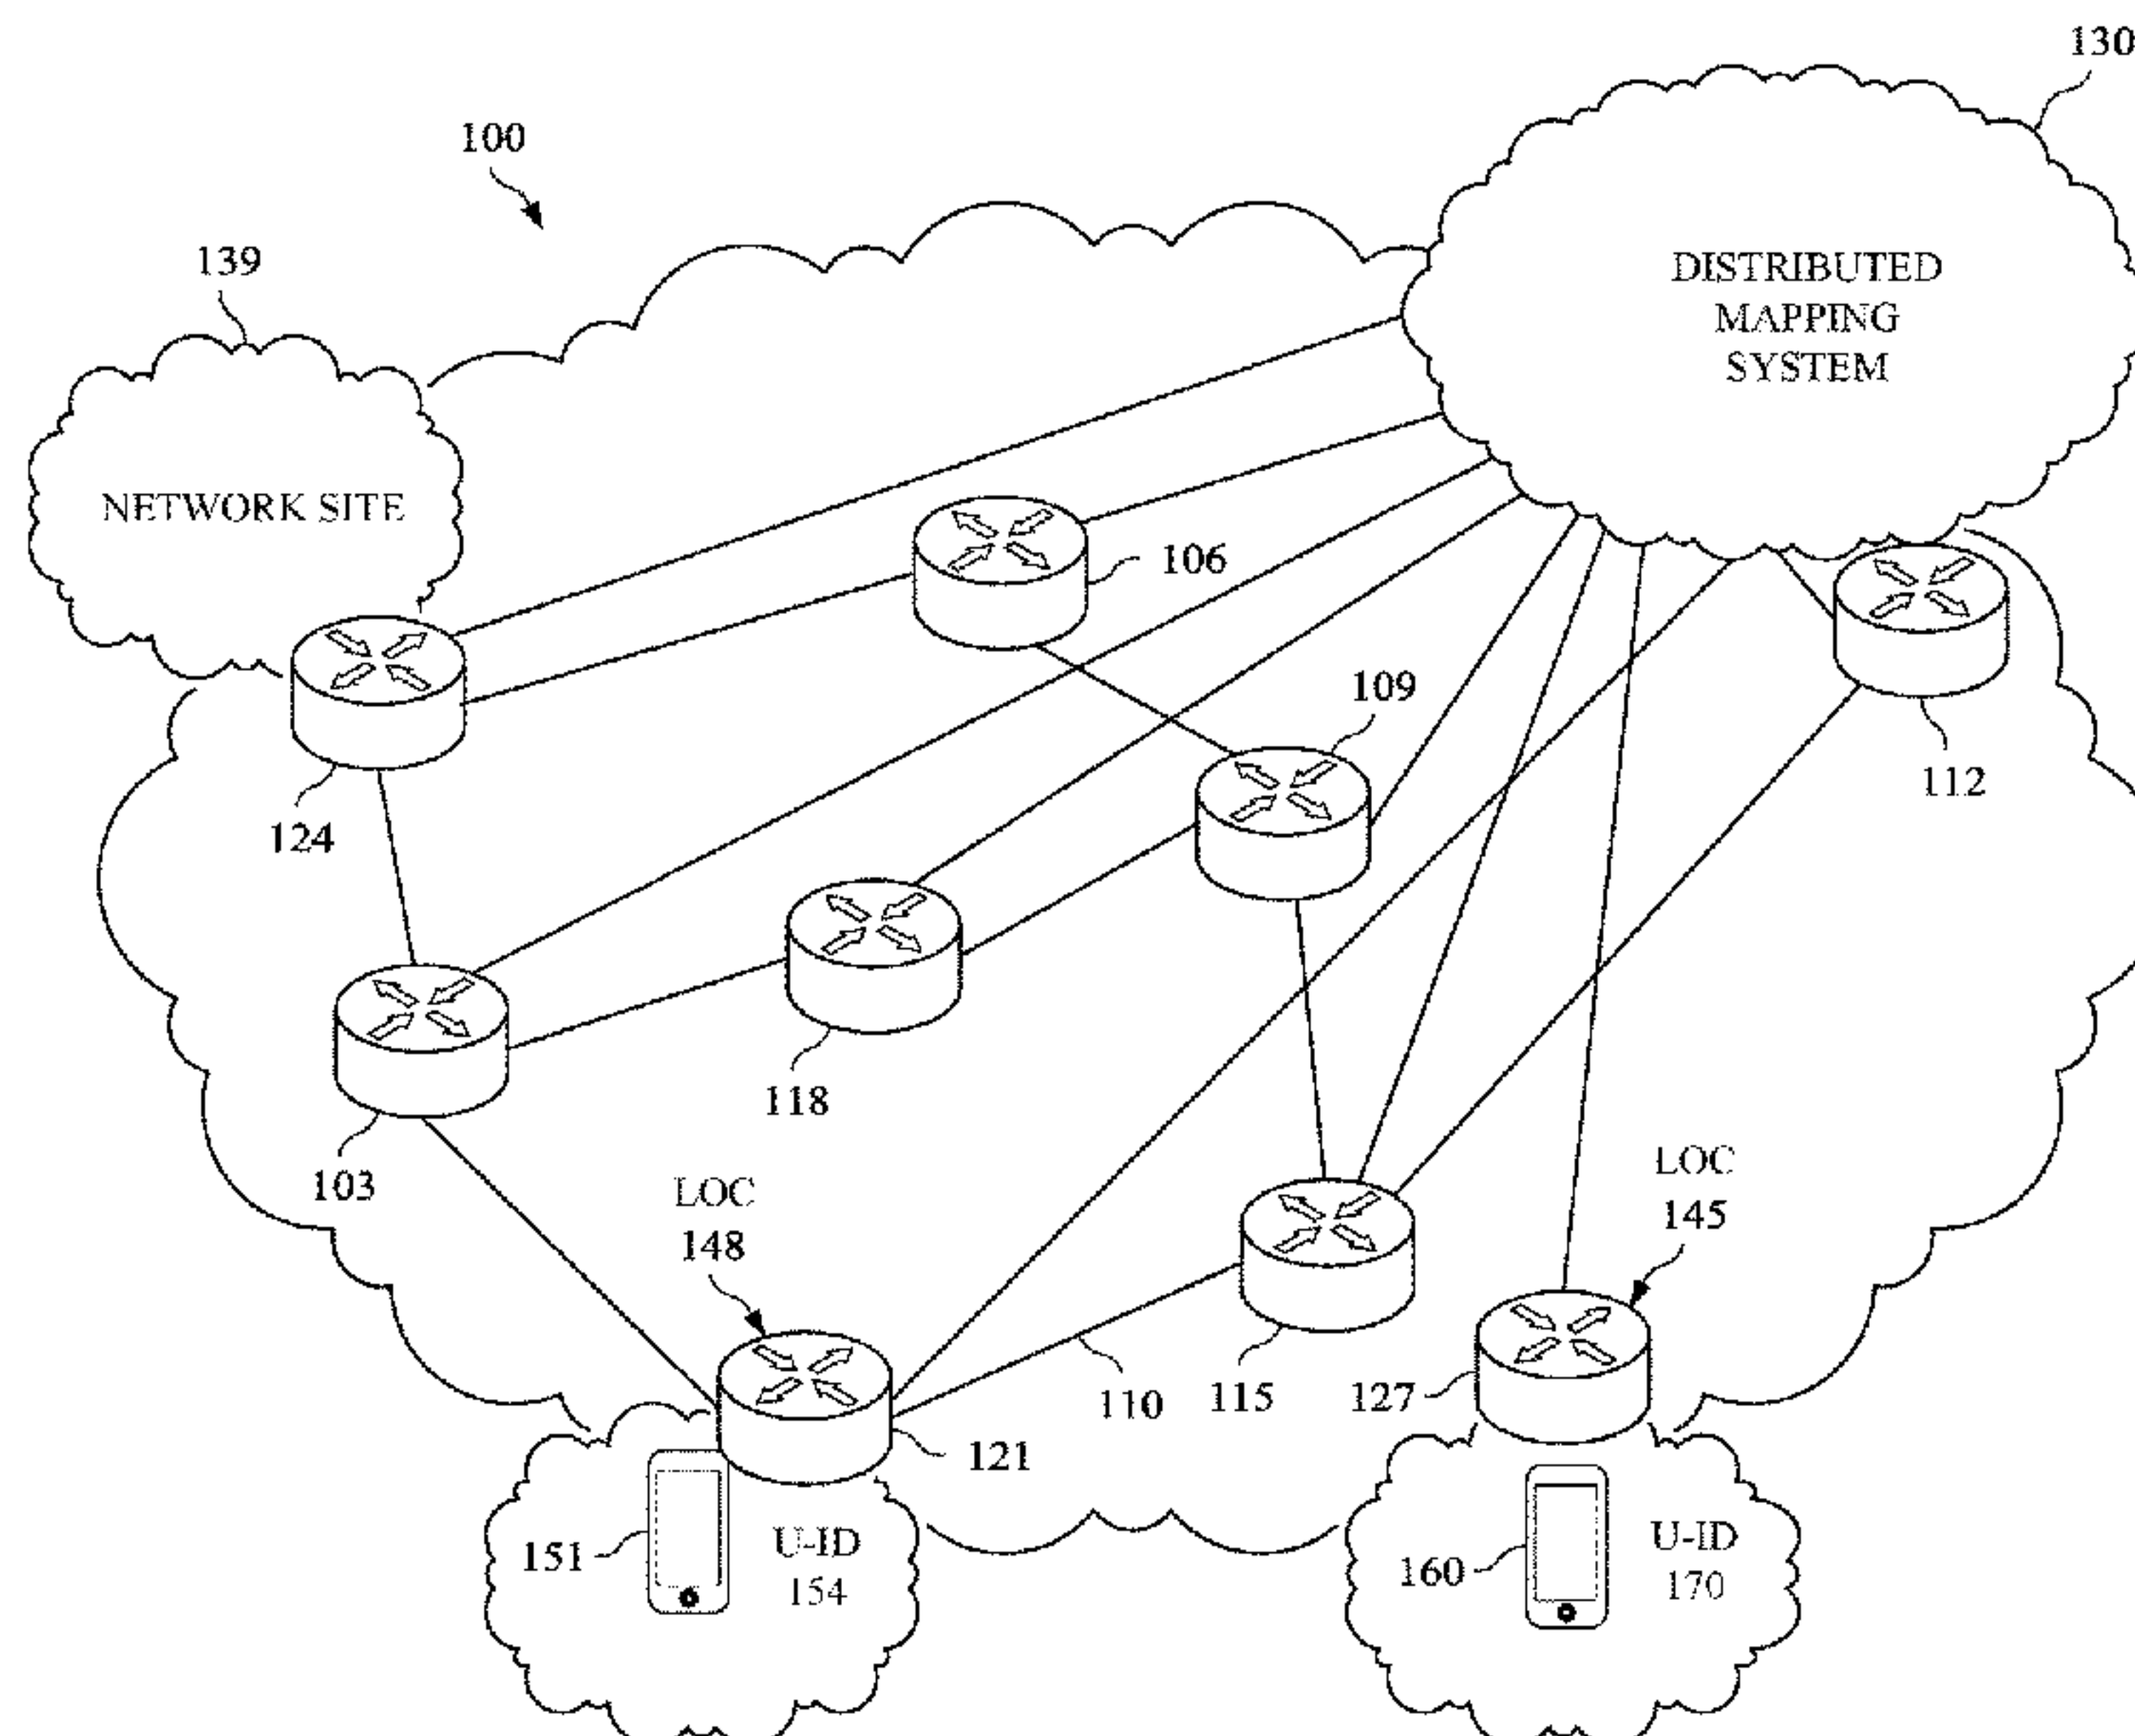 130
100
139
DISTRIBUTED
MAPPING
SYSTEM
NETWORK SITE
106
109
112
124
118
103
LOC
148
LOC
145
110
115
127
121
151
U-ID
154
160
U-ID
170